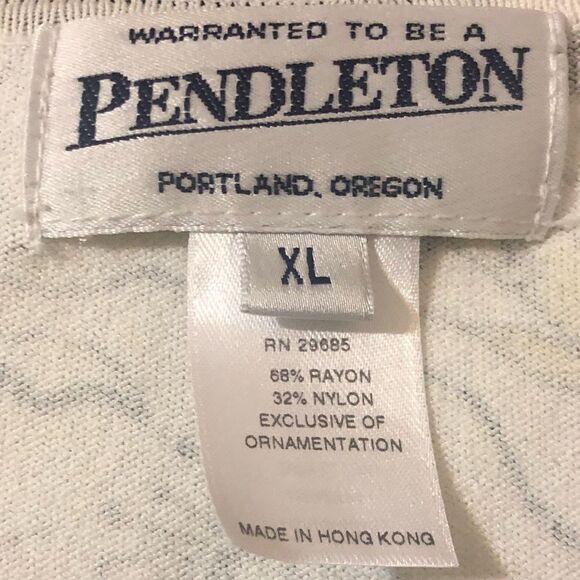 WARRANTED TO BE A
PENDLETON
PORTLAND, OREGON
XL
RN 29685
68% RAYON
32% NYLON
EXCLUSIVE OF
ORNAMENTATION
MADE IN HONG KONG